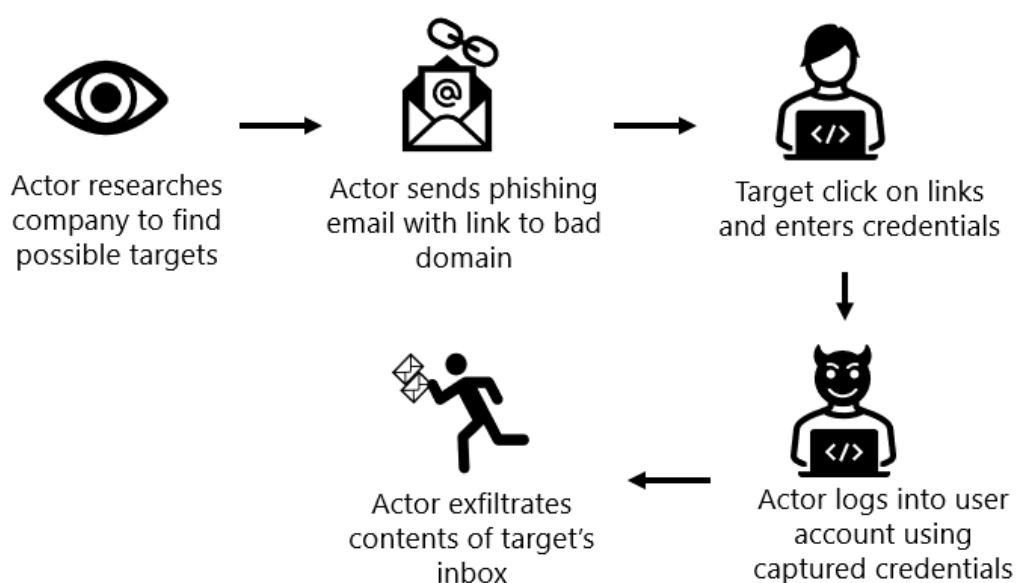 Actor researches
company to find
possible targets
@
Actor sends phishing
email with link to bad
domain
</>
Target click on links
and enters credentials
</>
Actor logs into user
account using
captured credentials
Actor exfiltrates
contents of target's
inbox